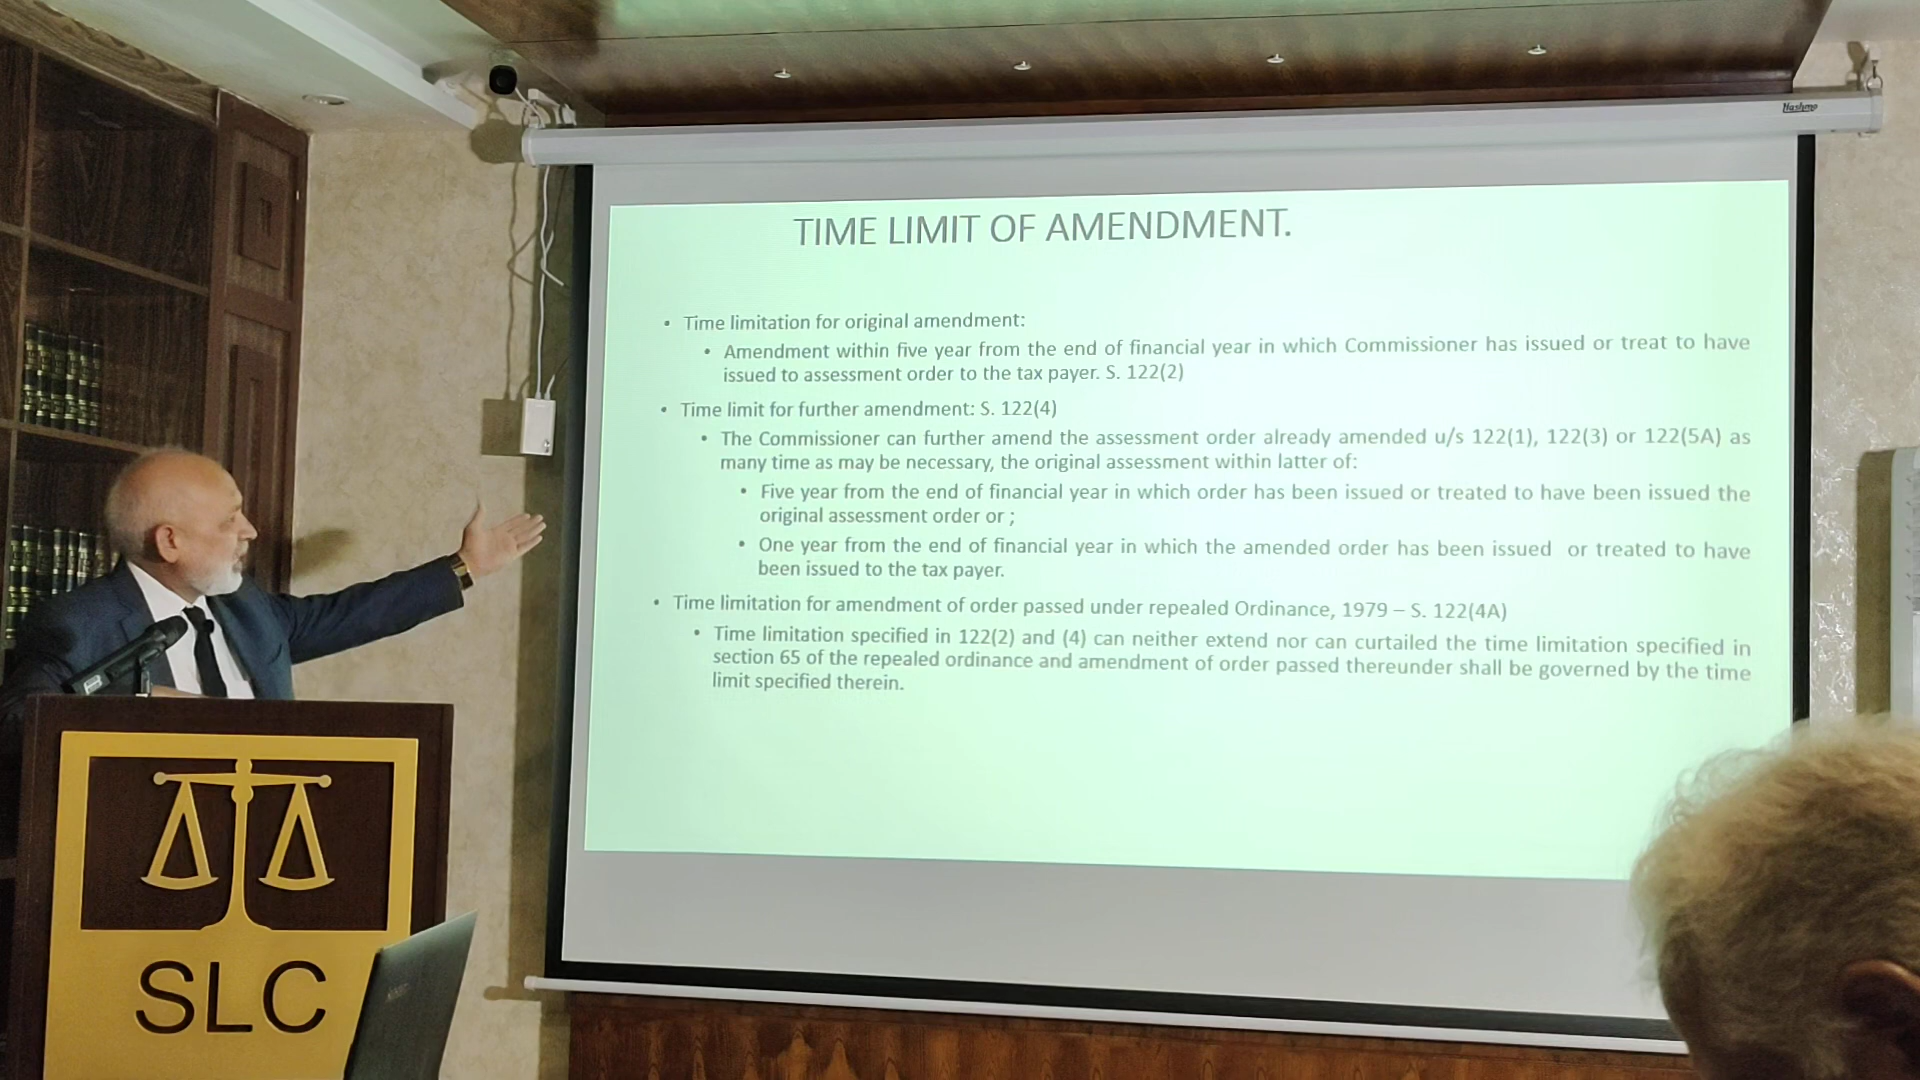 Hashmo
TIME LIMIT OF AMENDMENT.
• Time limitation for original amendment:
• Amendment within five year from the end of financial year in which Commissioner has issued or treat to have
issued to assessment order to the tax payer. S. 122(2)
• Time limit for further amendment: S. 122(4)
• The Commissioner can further amend the assessment order already amended u/s 122(1), 122(3) or 122(5A) as
many time as may be necessary, the original assessment within latter of:
• Five year from the end of financial year in which order has been issued or treated to have been issued the
original assessment order or ;
• One year from the end of financial year in which the amended order has been issued or treated to have
been issued to the tax payer.
• Time limitation for amendment of order passed under repealed Ordinance, 1979 – S. 122(4A)
• Time limitation specified in 122(2) and (4) can neither extend nor can curtailed the time limitation specified in
section 65 of the repealed ordinance and amendment of order passed thereunder shall be governed by the time
limit specified therein.
SLC